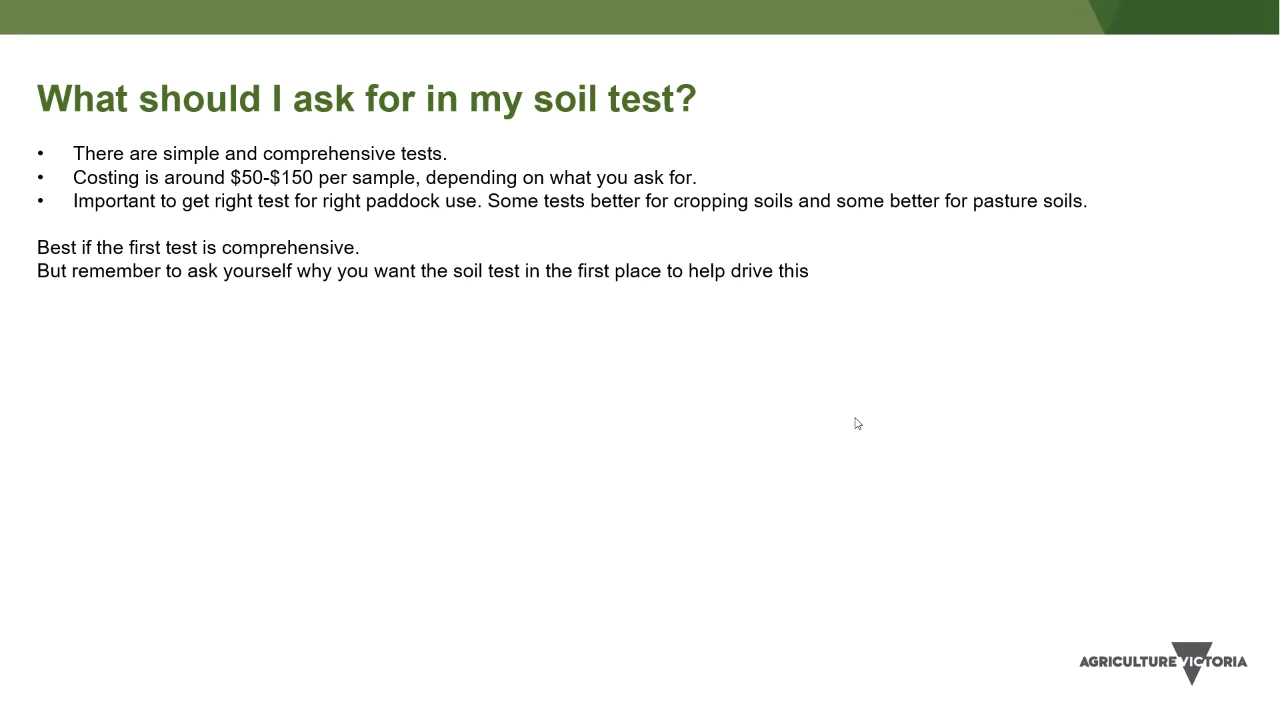 What should I ask for in my soil test?
• There are simple and comprehensive tests.
• Costing is around $50-$150 per sample, depending on what you ask for.
• Important to get right test for right paddock use. Some tests better for cropping soils and some better for pasture soils.
Best if the first test is comprehensive.
But remember to ask yourself why you want the soil test in the first place to help drive this
AGRICULTURE VICTORIA